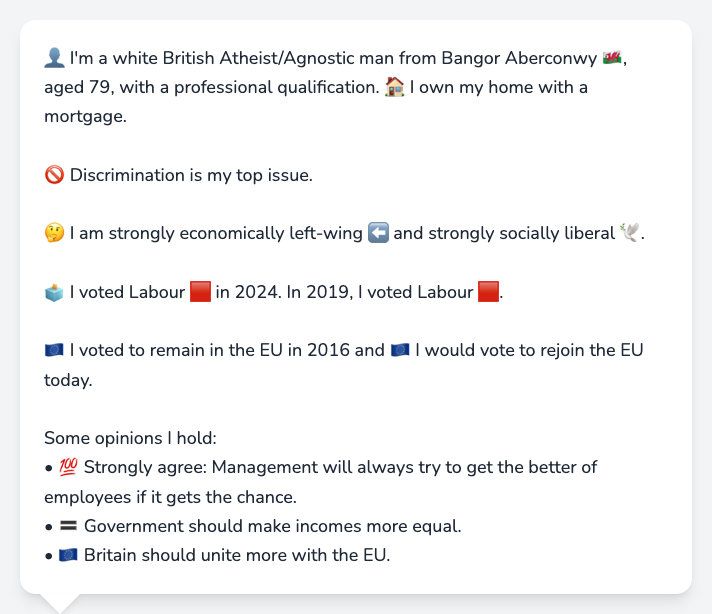 👤 I'm a white British Atheist/Agnostic man from Bangor Aberconwy 🏴󠁧󠁢󠁷󠁬󠁳󠁿,
aged 79, with a professional qualification. 🏠 I own my home with a
mortgage.
🚫 Discrimination is my top issue.
🤔 I am strongly economically left-wing ⬅️ and strongly socially liberal 🕊️.
🗳️ I voted Labour 🟥 in 2024. In 2019, I voted Labour 🟥.
🇪🇺 I voted to remain in the EU in 2016 and 🇪🇺 I would vote to rejoin the EU
today.
Some opinions I hold:
• 💯 Strongly agree: Management will always try to get the better of
employees if it gets the chance.
• 🟰 Government should make incomes more equal.
• 🇪🇺 Britain should unite more with the EU.